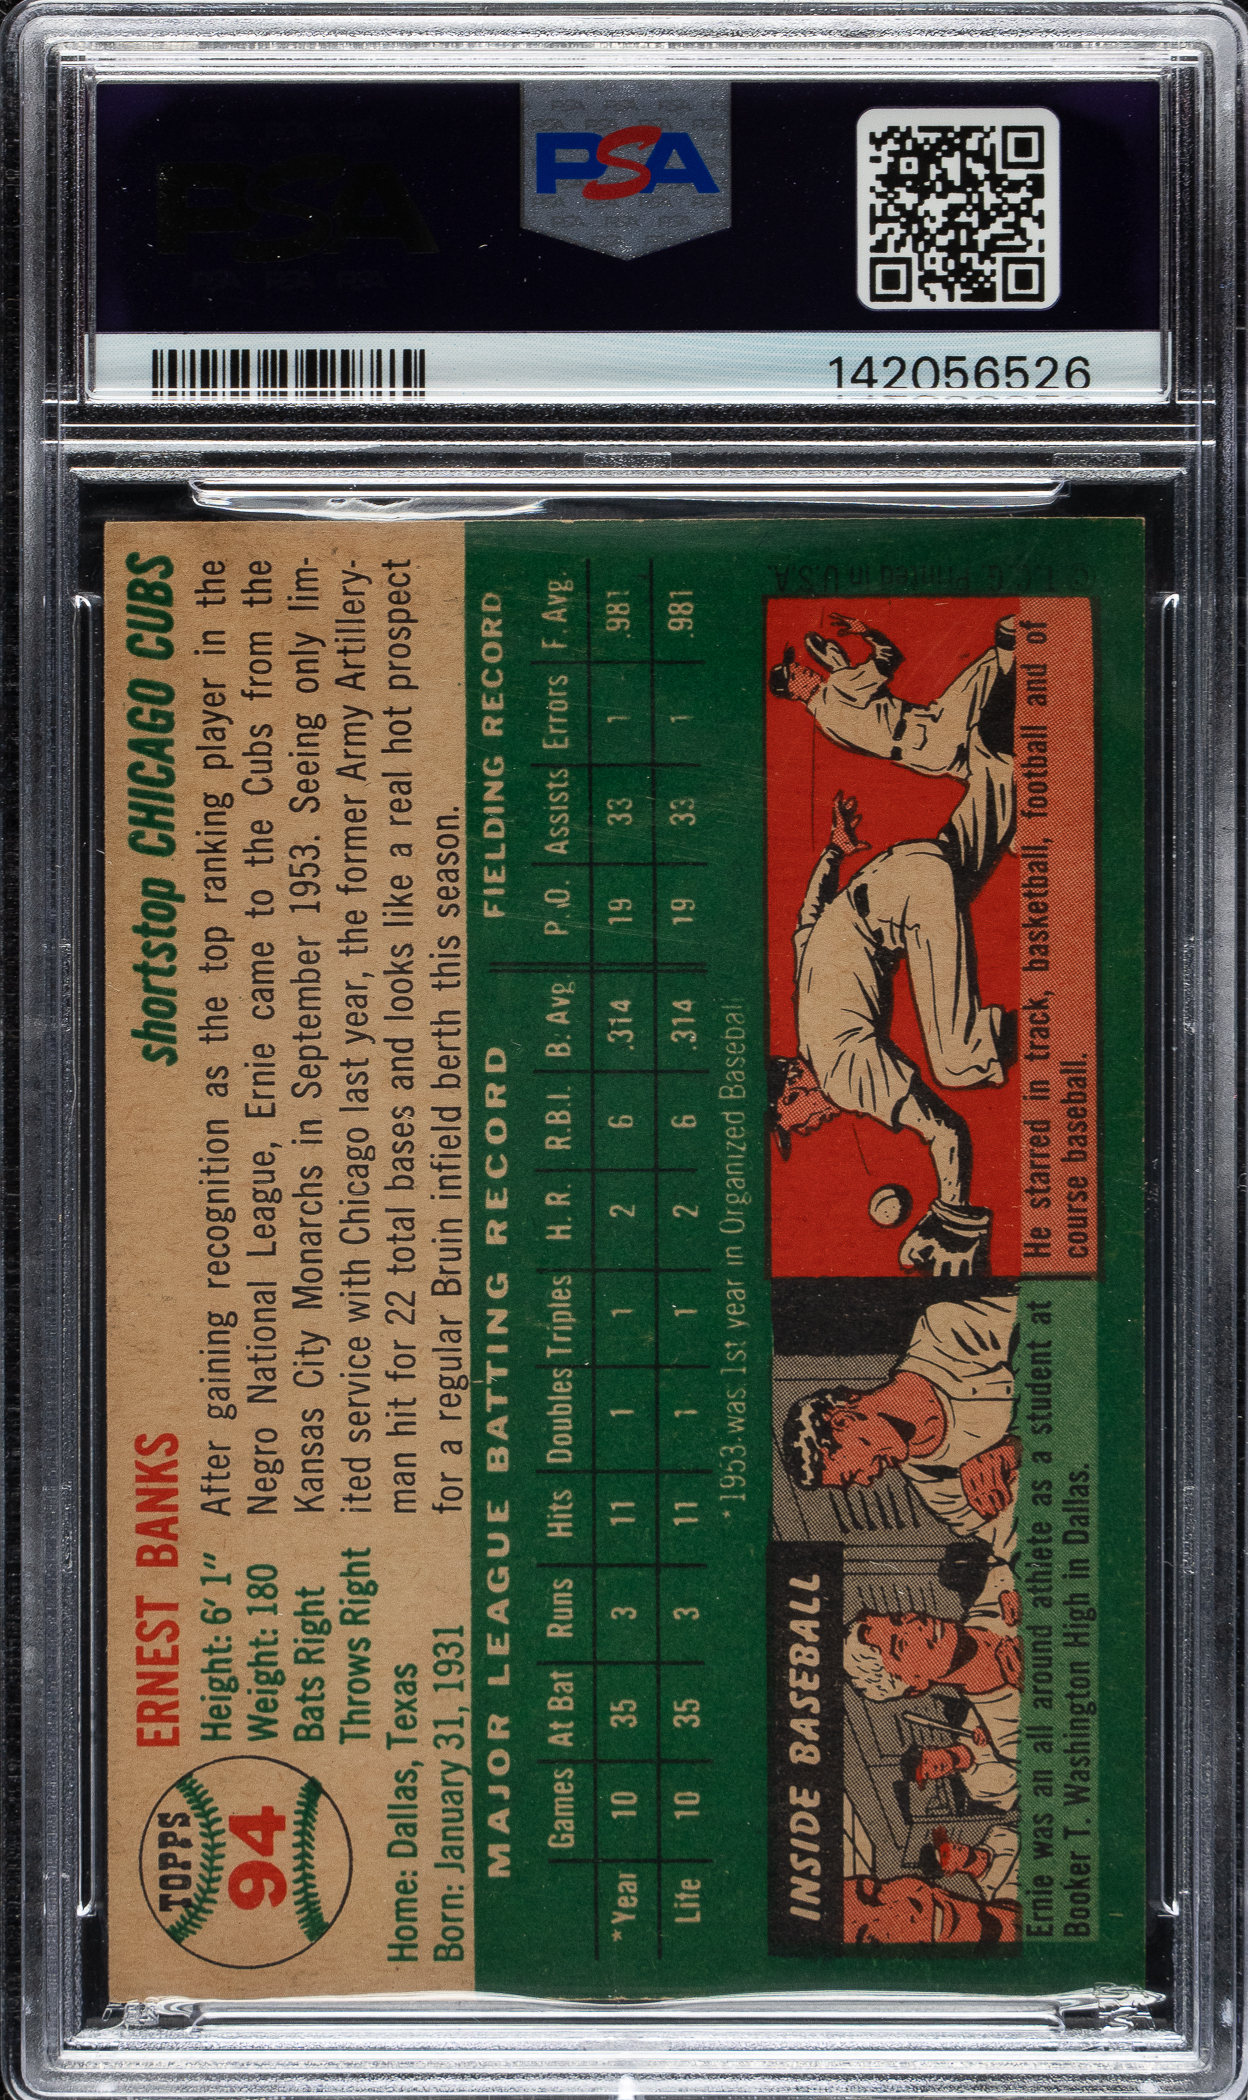 PSA
142056526
TOPPS
94
ERNEST BANKS
shortstop CHICAGO CUBS
Height: 6' 1"
Weight: 180
Bats Right
Throws Right
Home: Dallas, Texas
Born: January 31, 1931
After gaining recognition as the top ranking player in the
Negro National League, Ernie came to the Cubs from the
Kansas City Monarchs in September 1953. Seeing only lim-
ited service with Chicago last year, the former Army Artillery-
man hit for 22 total bases and looks like a real hot prospect
for a regular Bruin infield berth this season.
MAJOR LEAGUE BATTING RECORD FIELDING RECORD
Games At Bat Runs Hits Doubles Triples H. R. R.B.I. B. Avg. P.O. Assists Errors F. Avg.
*Year 10 35 3 11 1 1 2 6 .314 19 33 1 .981
Life 10 35 3 11 1 1 2 6 .314 19 33 1 .981
*1953 was 1st year in Organized Baseball
INSIDE BASEBALL
Ernie was an all around athlete as a student at
Booker T. Washington High in Dallas.
He starred in track, basketball, football and of
course baseball.
© T.C.G. Printed in U.S.A.